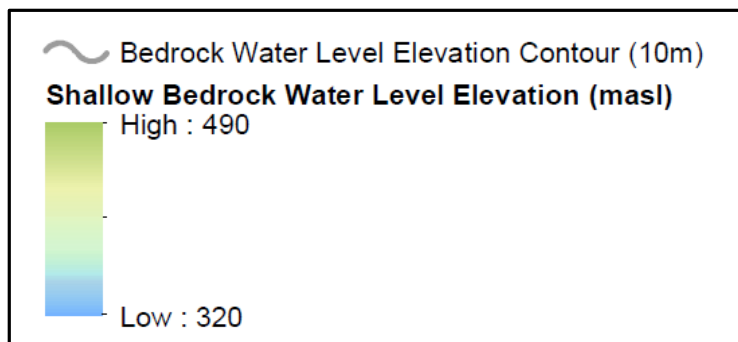 Bedrock Water Level Elevation Contour (10m)
Shallow Bedrock Water Level Elevation (masl)
High : 490
Low : 320